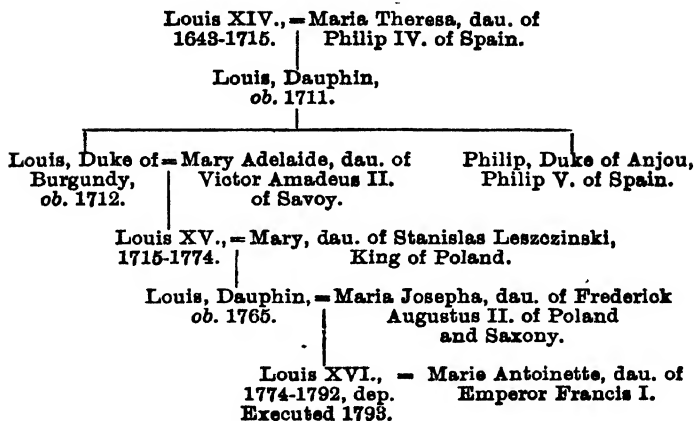 Louis XIV., = Maria Theresa, dau. of
1643-1715. Philip IV. of Spain.
Louis, Dauphin,
ob. 1711.
Louis, Duke of = Mary Adelaide, dau. of Philip, Duke of Anjou,
Burgundy, Victor Amadeus II. Philip V. of Spain.
ob. 1712. of Savoy.
Louis XV., = Mary, dau. of Stanislas Leszczinski,
1715-1774. King of Poland.
Louis, Dauphin, = Maria Josepha, dau. of Frederick
ob. 1765. Augustus II. of Poland
and Saxony.
Louis XVI., = Marie Antoinette, dau. of
1774-1792, dep. Emperor Francis I.
Executed 1793.